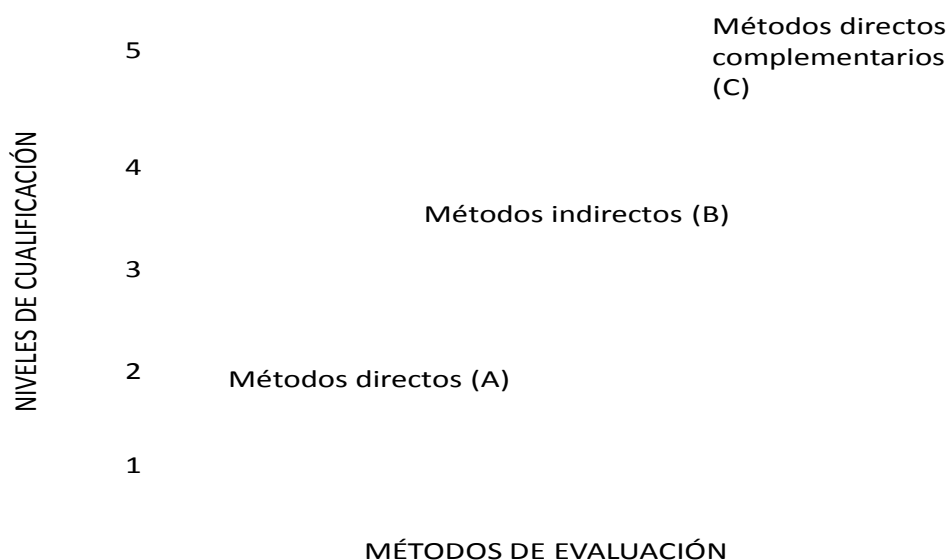 Métodos directos
complementarios
(C)
5
4
Métodos indirectos (B)
3
2
Métodos directos (A)
1
NIVELES DE CUALIFICACIÓN
MÉTODOS DE EVALUACIÓN